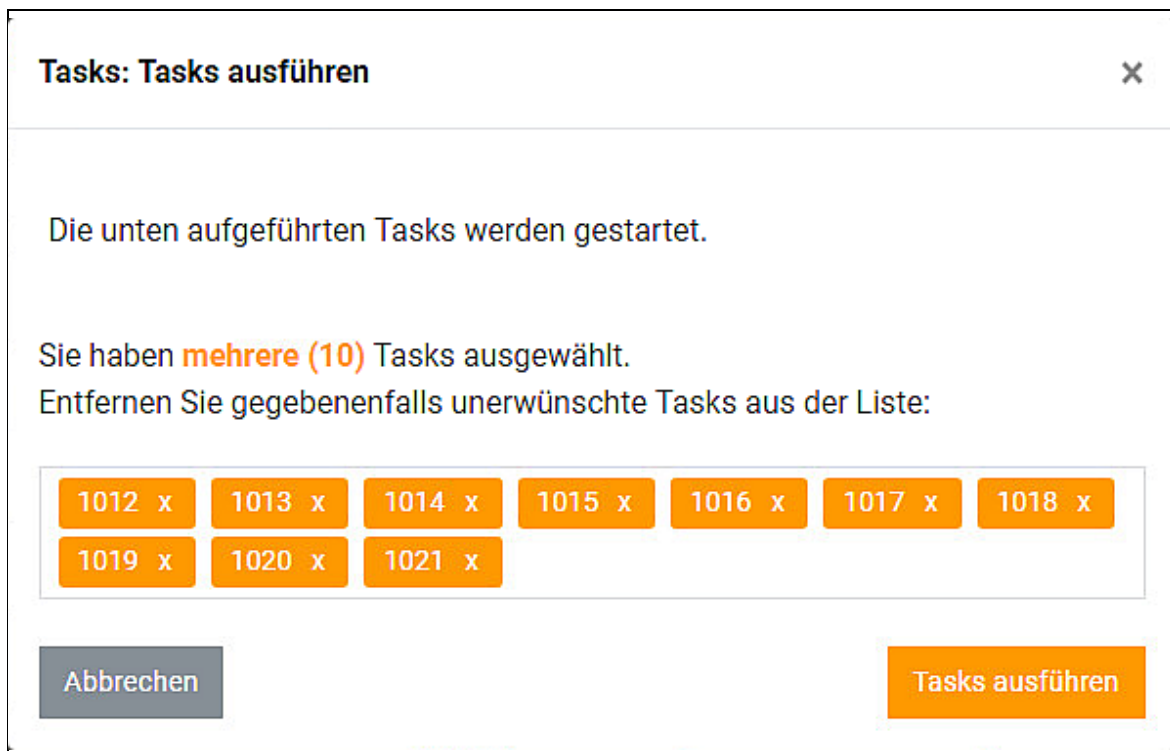 Tasks: Tasks ausführen ×
Die unten aufgeführten Tasks werden gestartet.
Sie haben mehrere (10) Tasks ausgewählt.
Entfernen Sie gegebenenfalls unerwünschte Tasks aus der Liste:
1012 x 1013 x 1014 x 1015 x 1016 x 1017 x 1018 x
1019 x 1020 x 1021 x
Abbrechen Tasks ausführen